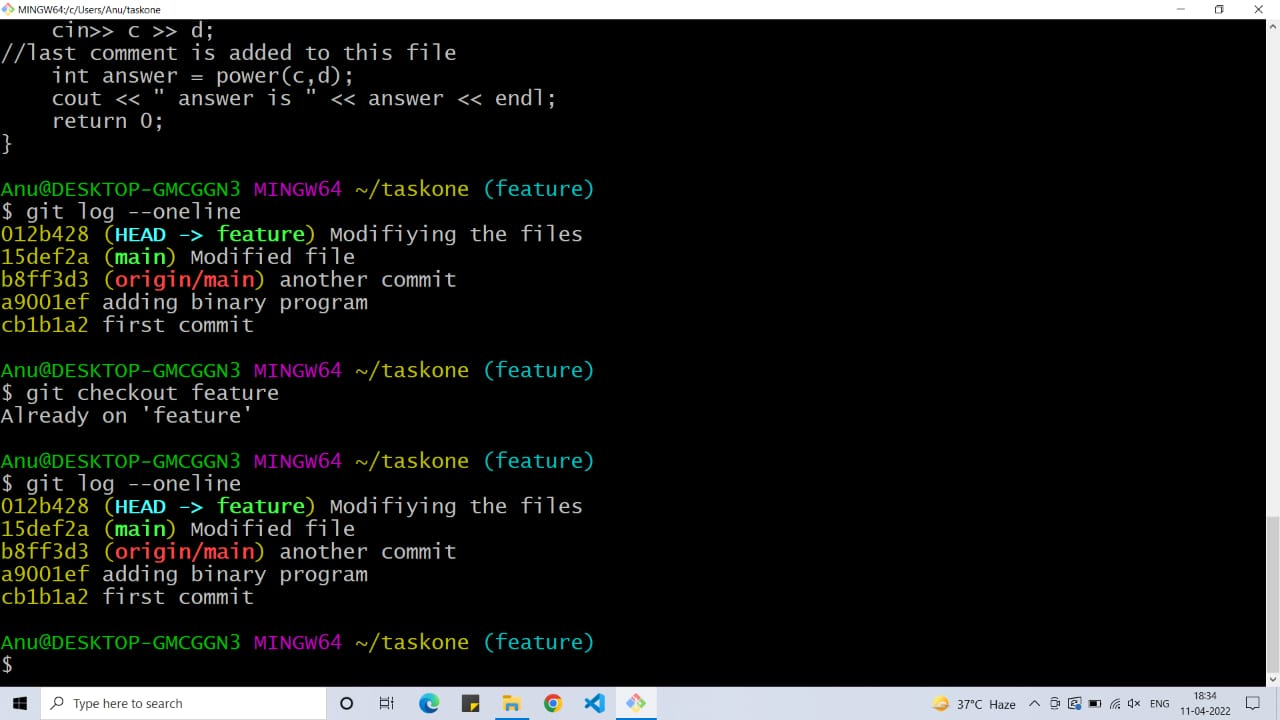 MINGW64:/c/Users/Anu/taskone
cin>> c >> d;
//last comment is added to this file
int answer = power(c,d);
cout << " answer is " << answer << endl;
return 0;
}
Anu@DESKTOP-GMCGGN3 MINGW64 ~/taskone (feature)
$ git log --oneline
012b428 (HEAD -> feature) Modifiying the files
15def2a (main) Modified file
b8ff3d3 (origin/main) another commit
a9001ef adding binary program
cb1b1a2 first commit
Anu@DESKTOP-GMCGGN3 MINGW64 ~/taskone (feature)
$ git checkout feature
Already on 'feature'
Anu@DESKTOP-GMCGGN3 MINGW64 ~/taskone (feature)
$ git log --oneline
012b428 (HEAD -> feature) Modifiying the files
15def2a (main) Modified file
b8ff3d3 (origin/main) another commit
a9001ef adding binary program
cb1b1a2 first commit
Anu@DESKTOP-GMCGGN3 MINGW64 ~/taskone (feature)
$
Type here to search
37°C Haze
ENG
18:34
11-04-2022